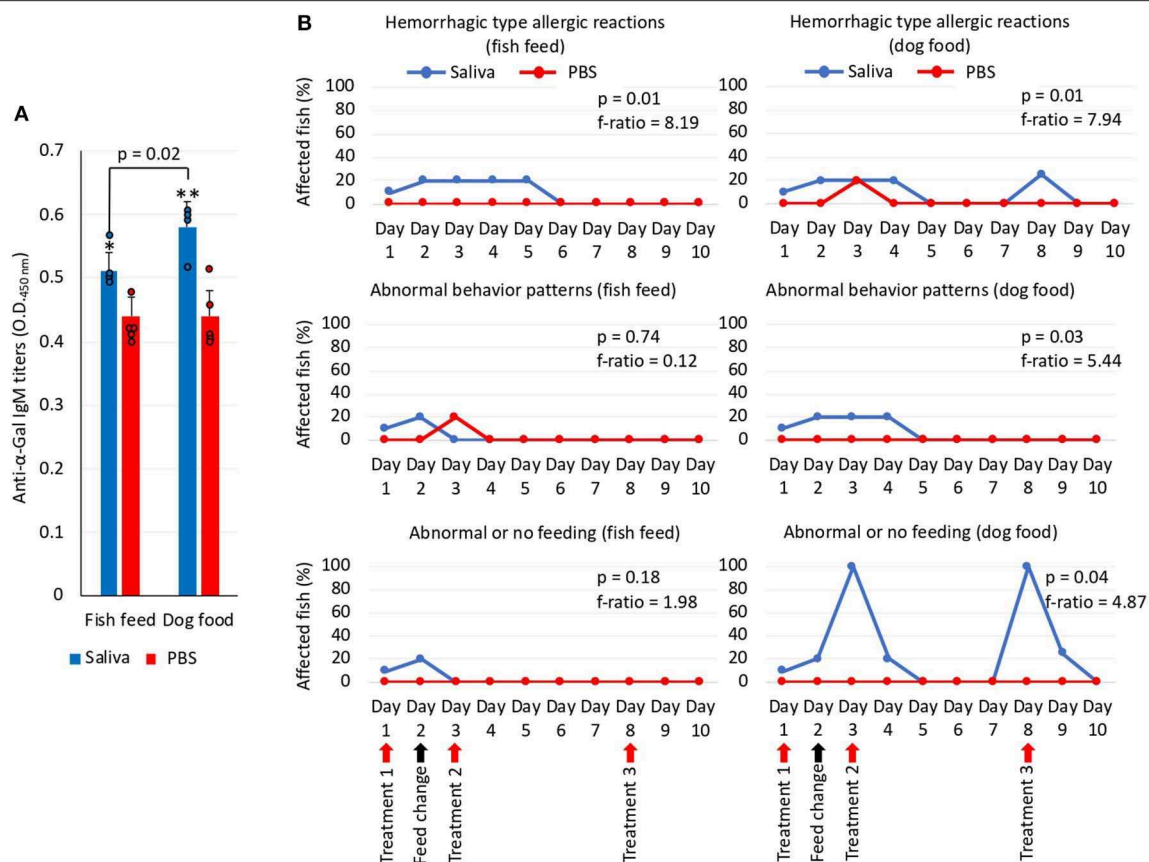 A
p = 0.02
0.7
0.6
0.5
0.4
0.3
0.2
0.1
0
**
*
Anti-α-Gal IgM titers (O.D-450 nm)
Fish feed Dog food
Saliva PBS
B
Hemorrhagic type allergic reactions
(fish feed)
Saliva PBS
p = 0.01
f-ratio = 8.19
Affected fish (%)
100
80
60
40
20
0
Day Day Day Day Day Day Day Day Day Day
1 2 3 4 5 6 7 8 9 10
Hemorrhagic type allergic reactions
(dog food)
Saliva PBS
p = 0.01
f-ratio = 7.94
100
80
60
40
20
0
Day Day Day Day Day Day Day Day Day Day
1 2 3 4 5 6 7 8 9 10
Abnormal behavior patterns (fish feed)
p = 0.74
f-ratio = 0.12
Affected fish (%)
100
80
60
40
20
0
Day Day Day Day Day Day Day Day Day Day
1 2 3 4 5 6 7 8 9 10
Abnormal behavior patterns (dog food)
p = 0.03
f-ratio = 5.44
100
80
60
40
20
0
Day Day Day Day Day Day Day Day Day Day
1 2 3 4 5 6 7 8 9 10
Abnormal or no feeding (fish feed)
p = 0.18
f-ratio = 1.98
Affected fish (%)
100
80
60
40
20
0
Day Day Day Day Day Day Day Day Day Day
1 2 3 4 5 6 7 8 9 10
Treatment 1
Feed change
Treatment 2
Treatment 3
Abnormal or no feeding (dog food)
p = 0.04
f-ratio = 4.87
100
80
60
40
20
0
Day Day Day Day Day Day Day Day Day Day
1 2 3 4 5 6 7 8 9 10
Treatment 1
Feed change
Treatment 2
Treatment 3